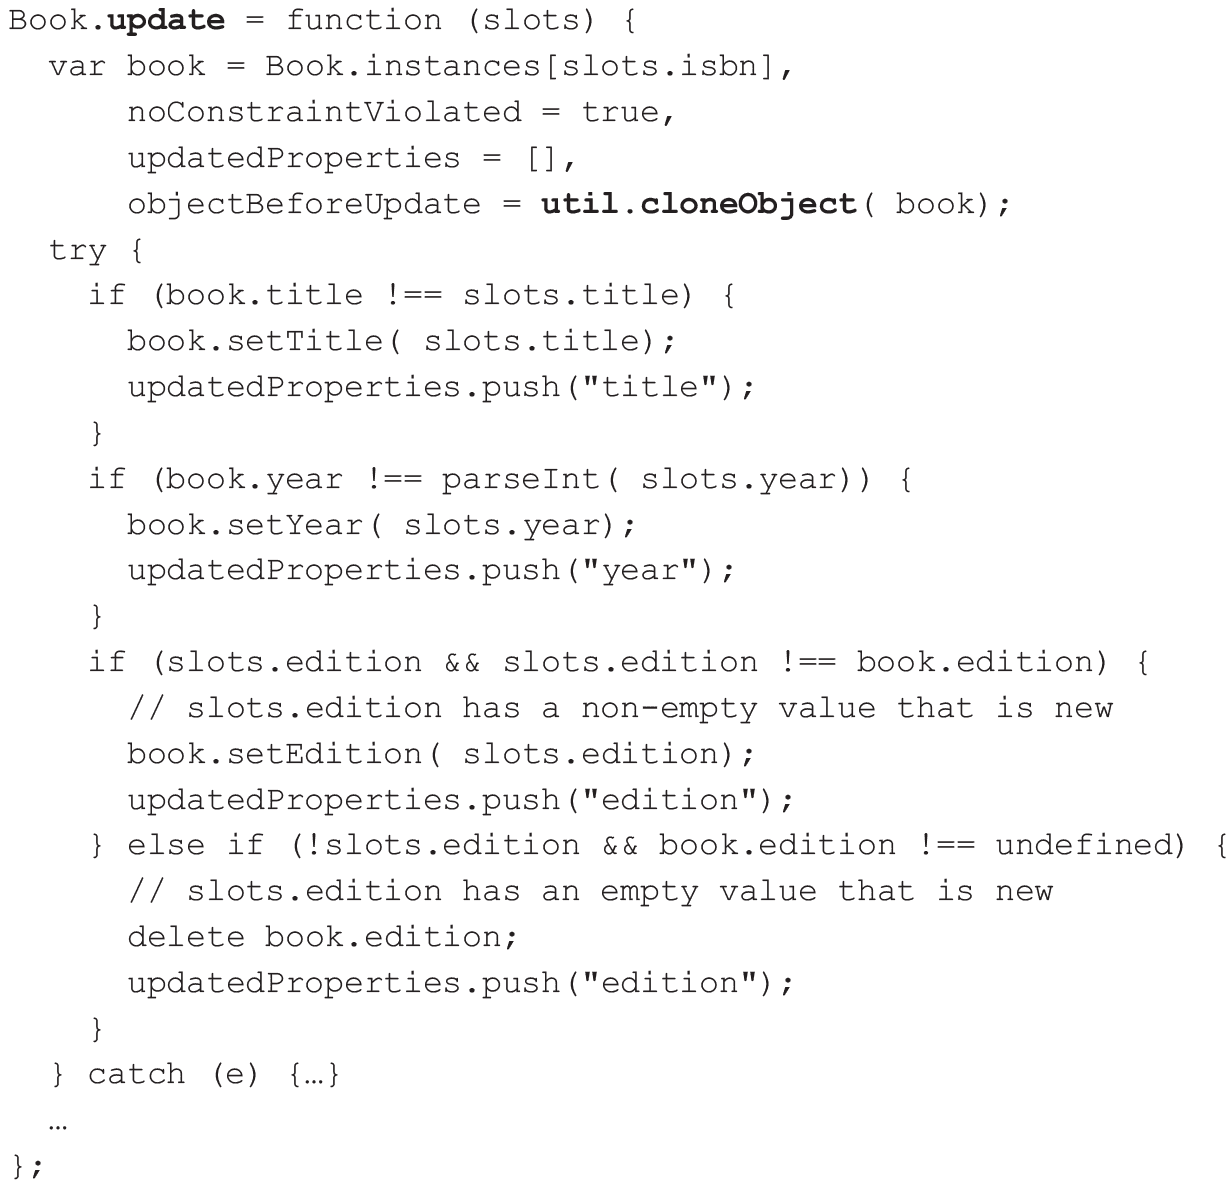 Book.update = function (slots) {
  var book = Book.instances[slots.isbn],
      noConstraintViolated = true,
      updatedProperties = [],
      objectBeforeUpdate = util.cloneObject( book);
  try {
    if (book.title !== slots.title) {
      book.setTitle( slots.title);
      updatedProperties.push("title");
    }
    if (book.year !== parseInt( slots.year)) {
      book.setYear( slots.year);
      updatedProperties.push("year");
    }
    if (slots.edition && slots.edition !== book.edition) {
      // slots.edition has a non-empty value that is new
      book.setEdition( slots.edition);
      updatedProperties.push("edition");
    } else if (!slots.edition && book.edition !== undefined) {
      // slots.edition has an empty value that is new
      delete book.edition;
      updatedProperties.push("edition");
    }
  } catch (e) {…}
  …
};